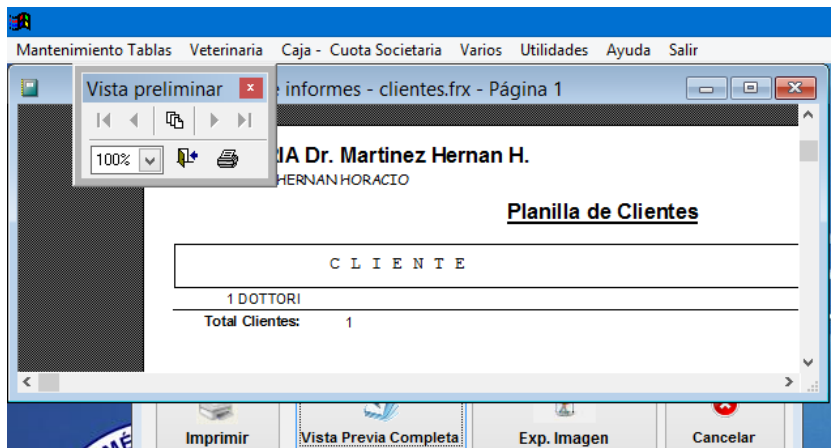 Mantenimiento Tablas Veterinaria Caja - Cuota Societaria Varios Utilidades Ayuda Salir
Vista preliminar
e informes - clientes.frx - Página 1
100%
IA Dr. Martinez Hernan H.
HERNAN HORACIO
Planilla de Clientes
C L I E N T E
1 DOTTORI
Total Clientes: 1
Imprimir Vista Previa Completa Exp. Imagen Cancelar